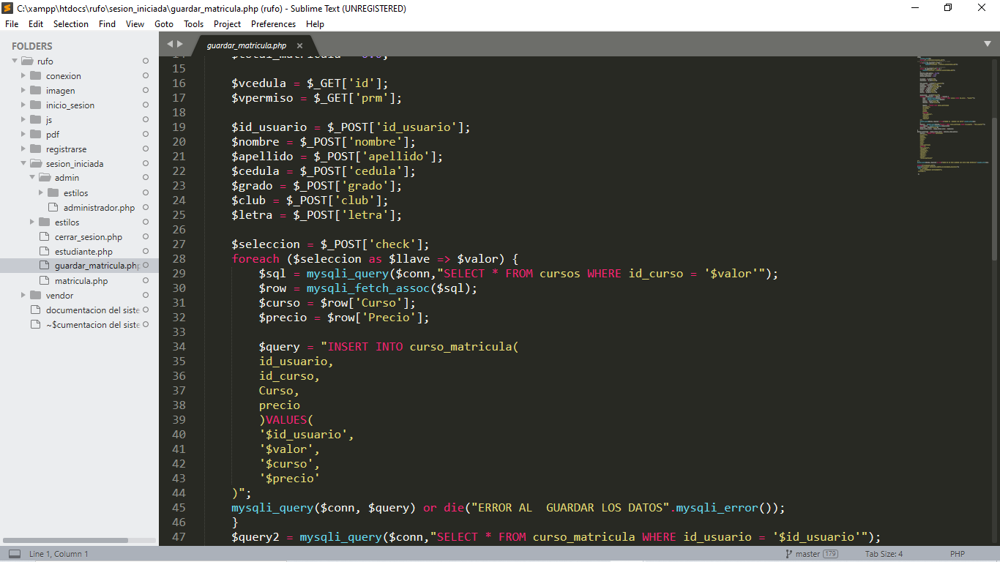 C:\xampp\htdocs\rufo\sesion_iniciada\guardar_matricula.php (rufo) - Sublime Text (UNREGISTERED)
File Edit Selection Find View Goto Tools Project Preferences Help
FOLDERS
rufo
conexion
imagen
inicio_sesion
js
pdf
registrarse
sesion_iniciada
admin
estilos
administrador.php
estilos
cerrar_sesion.php
estudiante.php
guardar_matricula.php
matricula.php
vendor
documentacion del siste
~$cumentacion del siste
guardar_matricula.php ×
15
16 $vcedula = $_GET['id'];
17 $vpermiso = $_GET['prm'];
18
19 $id_usuario = $_POST['id_usuario'];
20 $nombre = $_POST['nombre'];
21 $apellido = $_POST['apellido'];
22 $cedula = $_POST['cedula'];
23 $grado = $_POST['grado'];
24 $club = $_POST['club'];
25 $letra = $_POST['letra'];
26
27 $seleccion = $_POST['check'];
28 foreach ($seleccion as $llave => $valor) {
29 $sql = mysqli_query($conn,"SELECT * FROM cursos WHERE id_curso = '$valor'");
30 $row = mysqli_fetch_assoc($sql);
31 $curso = $row['Curso'];
32 $precio = $row['Precio'];
33
34 $query = "INSERT INTO curso_matricula(
35 id_usuario,
36 id_curso,
37 Curso,
38 precio
39 )VALUES(
40 '$id_usuario',
41 '$valor',
42 '$curso',
43 '$precio'
44 )";
45 mysqli_query($conn, $query) or die("ERROR AL  GUARDAR LOS DATOS".mysqli_error());
46 }
47 $query2 = mysqli_query($conn,"SELECT * FROM curso_matricula WHERE id_usuario = '$id_usuario'");
Line 1, Column 1 master 179 Tab Size: 4 PHP